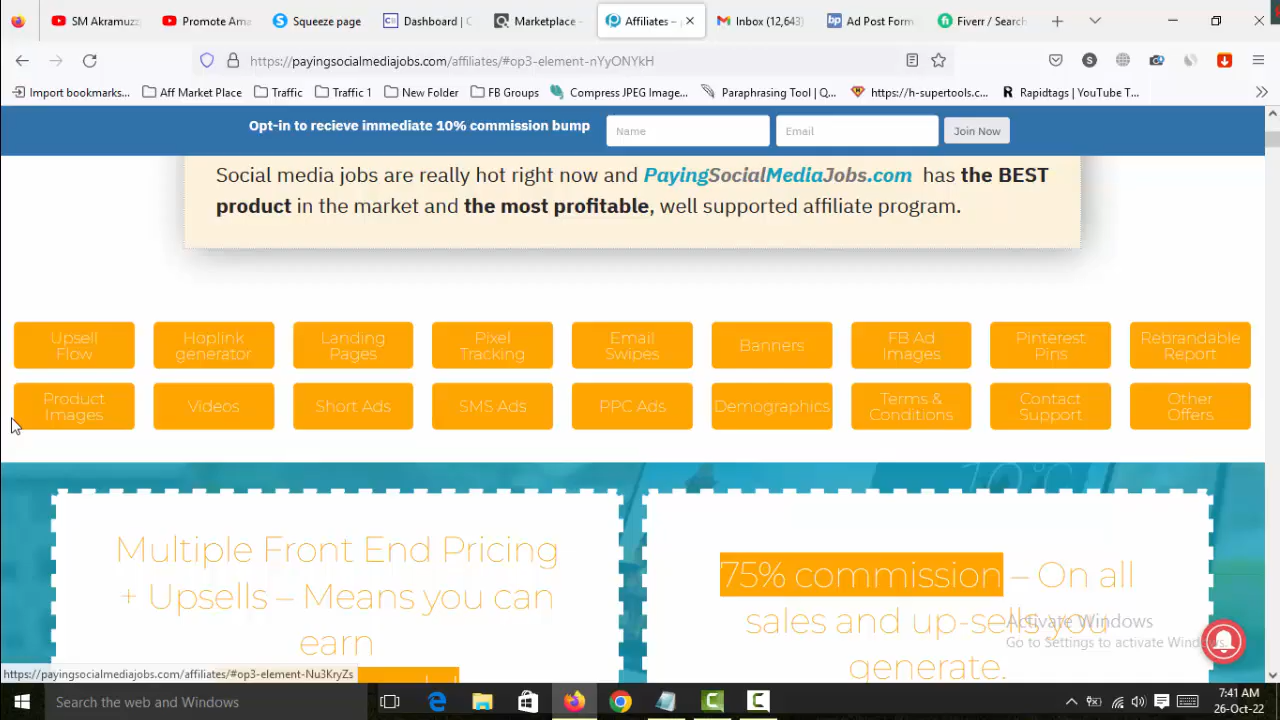 SM Akramuzz
Promote Ama
Squeeze page
Dashboard |
Marketplace –
Affiliates –
Inbox (12,643)
Ad Post Form
Fiverr / Search
https://payingsocialmediajobs.com/affiliates/#op3-element-nYyONYkH
Import bookmarks...
Aff Market Place
Traffic
Traffic 1
New Folder
FB Groups
Compress JPEG Image...
Paraphrasing Tool | Q...
https://h-supertools.c...
Rapidtags | YouTube T...
Opt-in to recieve immediate 10% commission bump
Name
Email
Join Now
Social media jobs are really hot right now and PayingSocialMediaJobs.com has the BEST
product in the market and the most profitable, well supported affiliate program.
Upsell
Flow
Hoplink
generator
Landing
Pages
Pixel
Tracking
Email
Swipes
Banners
FB Ad
Images
Pinterest
Pins
Rebrandable
Report
Product
Images
Videos
Short Ads
SMS Ads
PPC Ads
Demographics
Terms &
Conditions
Contact
Support
Other
Offers
Multiple Front End Pricing
+ Upsells – Means you can
earn
75% commission – On all
sales and up-sells you
generate.
Activate Windows
Go to Settings to activate Windows.
https://payingsocialmediajobs.com/affiliates/#op3-element-Nu3KryZs
Search the web and Windows
7:41 AM
26-Oct-22